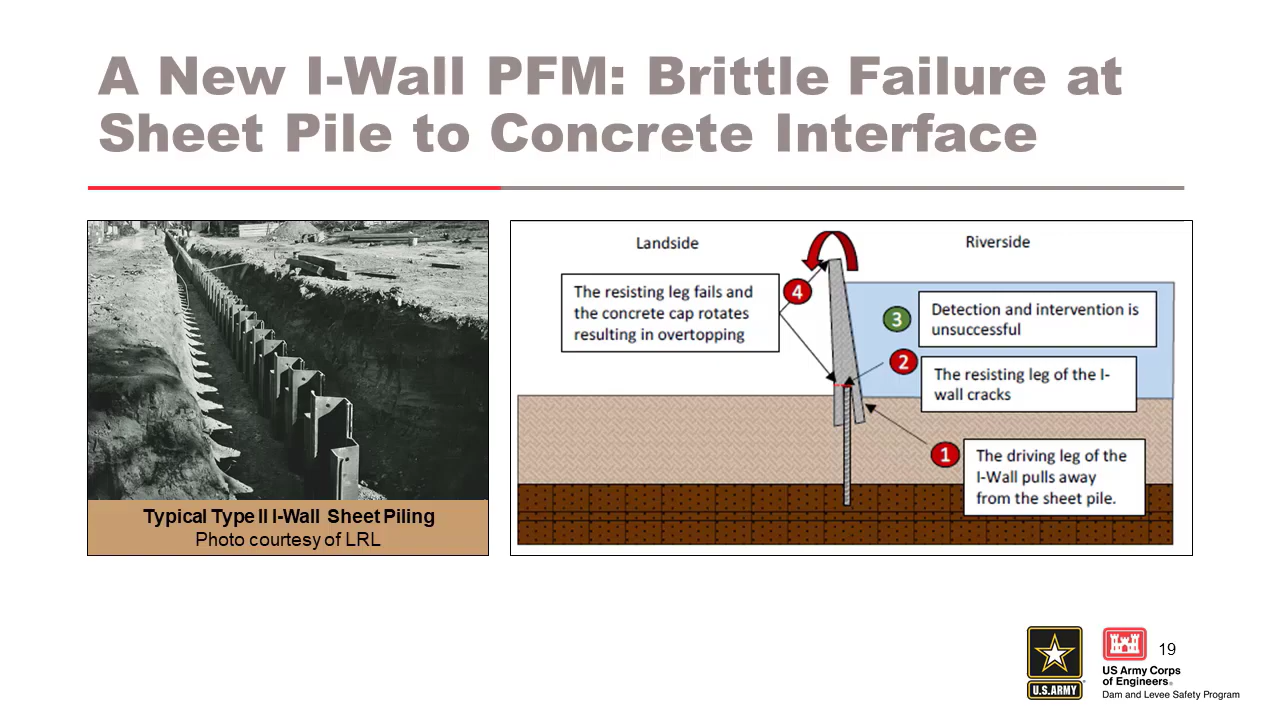 A New I-Wall PFM: Brittle Failure at
Sheet Pile to Concrete Interface
Typical Type II I-Wall Sheet Piling
Photo courtesy of LRL
Landside
Riverside
4
The resisting leg fails and
the concrete cap rotates
resulting in overtopping
3
Detection and intervention is
unsuccessful
2
The resisting leg of the I-
wall cracks
1
The driving leg of the
I-Wall pulls away
from the sheet pile.
U.S.ARMY
US Army Corps
of Engineers®
Dam and Levee Safety Program
19